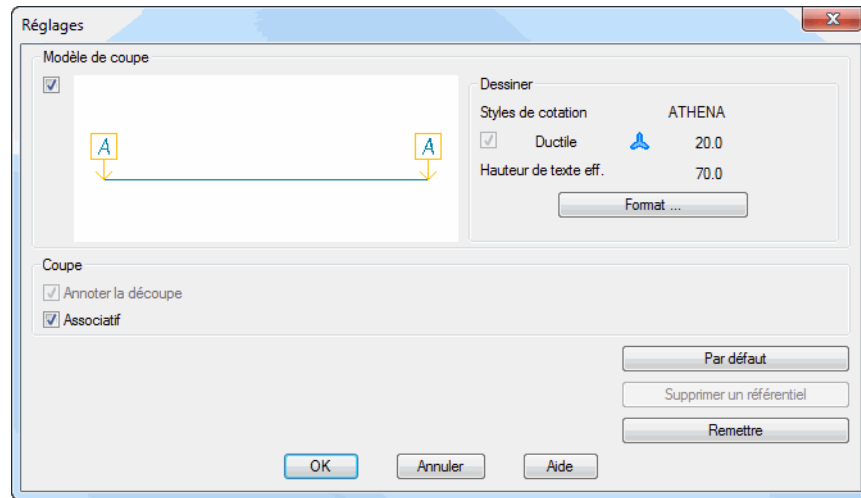 Réglages
Modèle de coupe
A
A
Dessiner
Styles de cotation ATHENA
Ductile 20.0
Hauteur de texte eff. 70.0
Format ...
Coupe
Annoter la découpe
Associatif
Par défaut
Supprimer un référentiel
Remettre
OK Annuler Aide